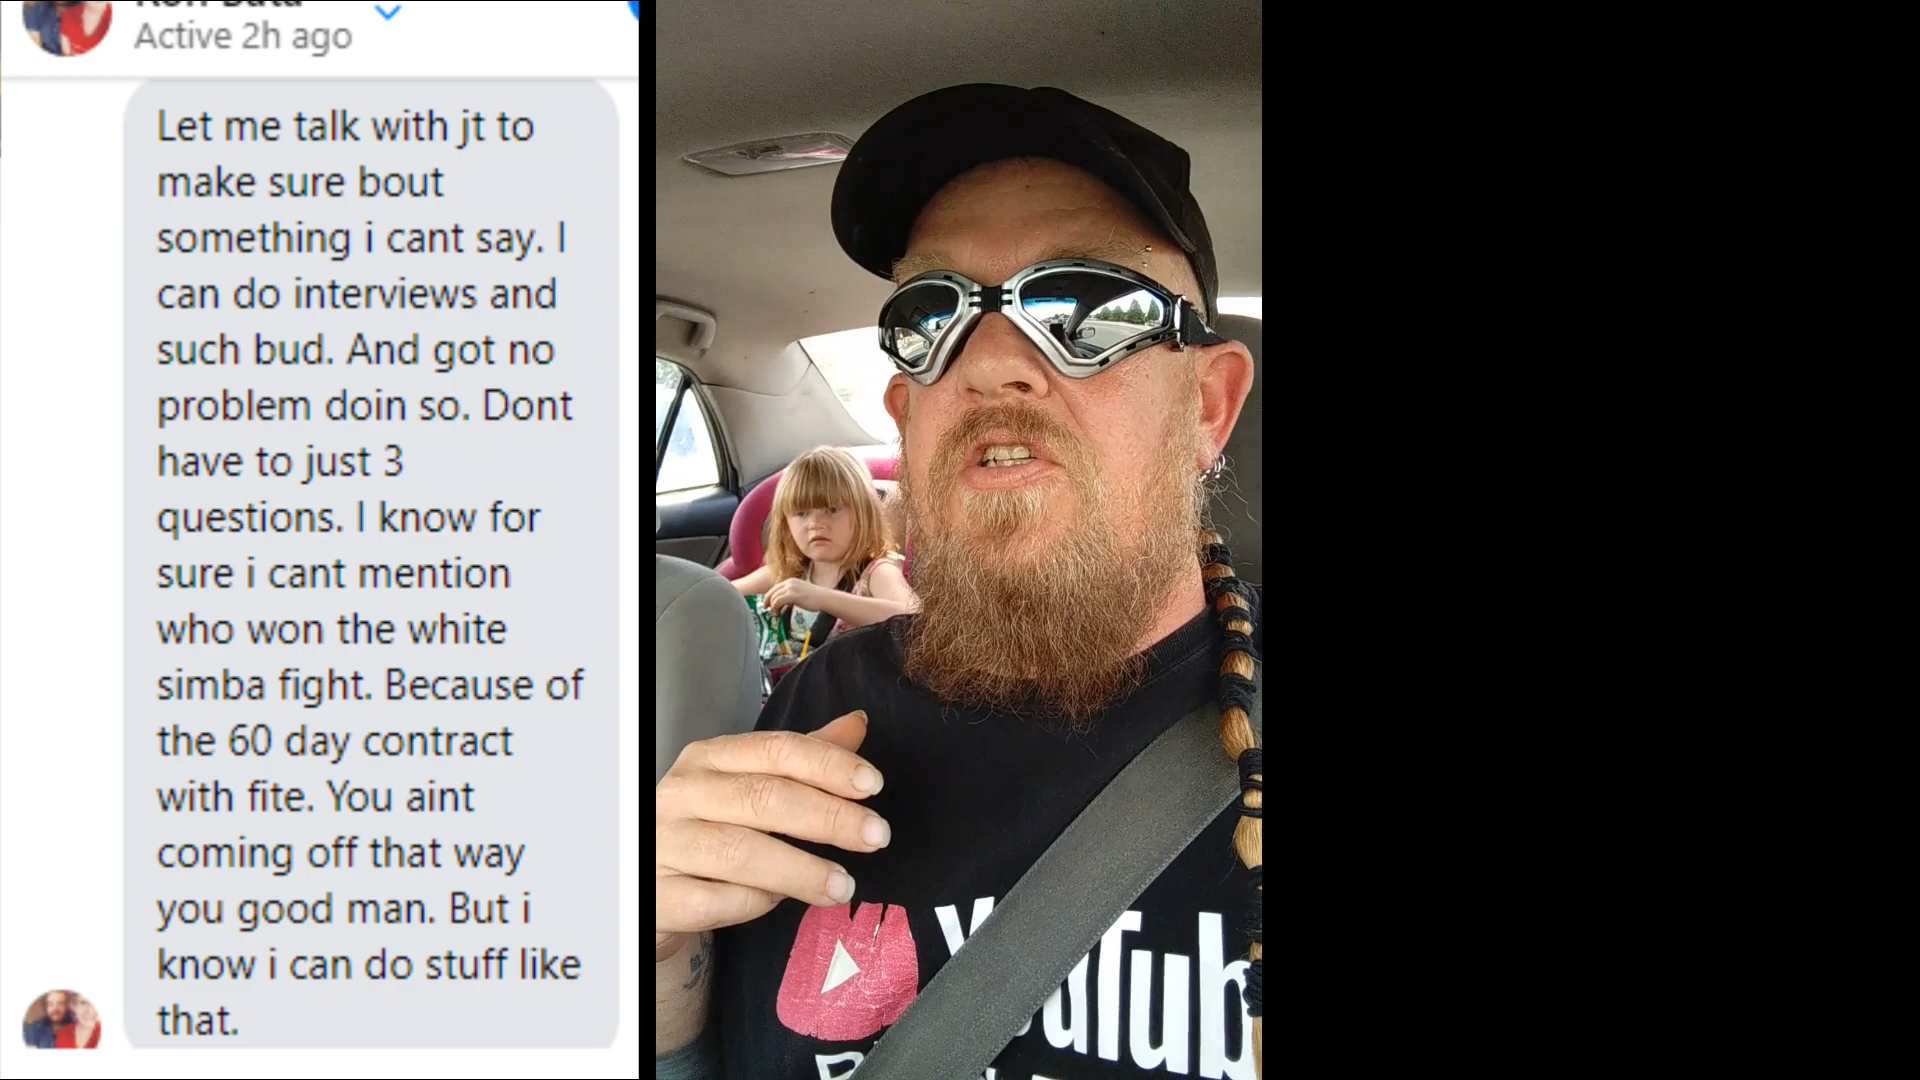 Active 2h ago
Let me talk with jt to
make sure bout
something i cant say. I
can do interviews and
such bud. And got no
problem doin so. Dont
have to just 3
questions. I know for
sure i cant mention
who won the white
simba fight. Because of
the 60 day contract
with fite. You aint
coming off that way
you good man. But i
know i can do stuff like
that.
YouTub